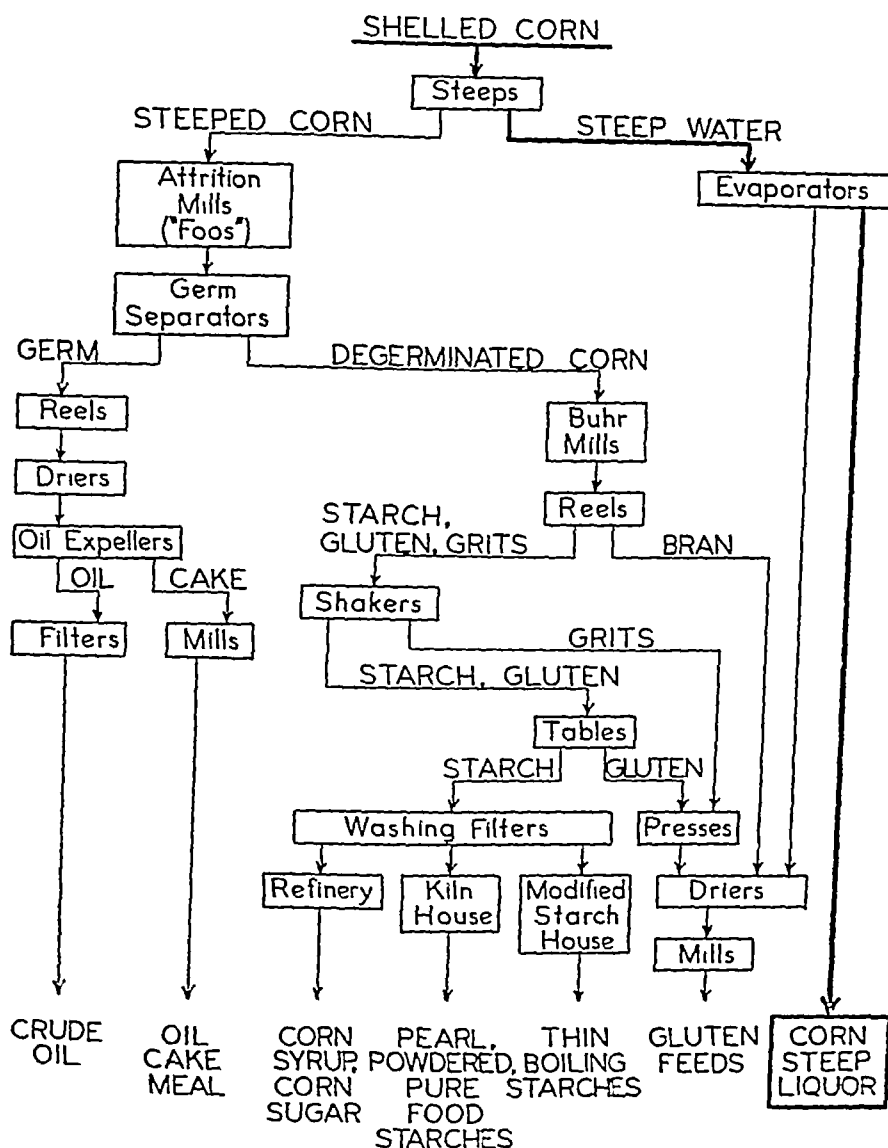 SHELLED CORN
Steeps
STEEPED CORN
STEEP WATER
Attrition
Mills
("Foos")
Evaporators
Germ
Separators
GERM
DEGERMINATED CORN
Reels
Buhr
Mills
Driers
Reels
STARCH,
GLUTEN, GRITS
BRAN
Oil Expellers
OIL
CAKE
Shakers
Filters
Mills
GRITS
STARCH, GLUTEN
Tables
STARCH
GLUTEN
Washing Filters
Presses
Refinery
Kiln
House
Modified
Starch
House
Driers
Mills
CRUDE
OIL
OIL
CAKE
MEAL
CORN
SYRUP,
CORN
SUGAR
PEARL,
POWDERED,
PURE
FOOD
STARCHES
THIN
BOILING
STARCHES
GLUTEN
FEEDS
CORN
STEEP
LIQUOR